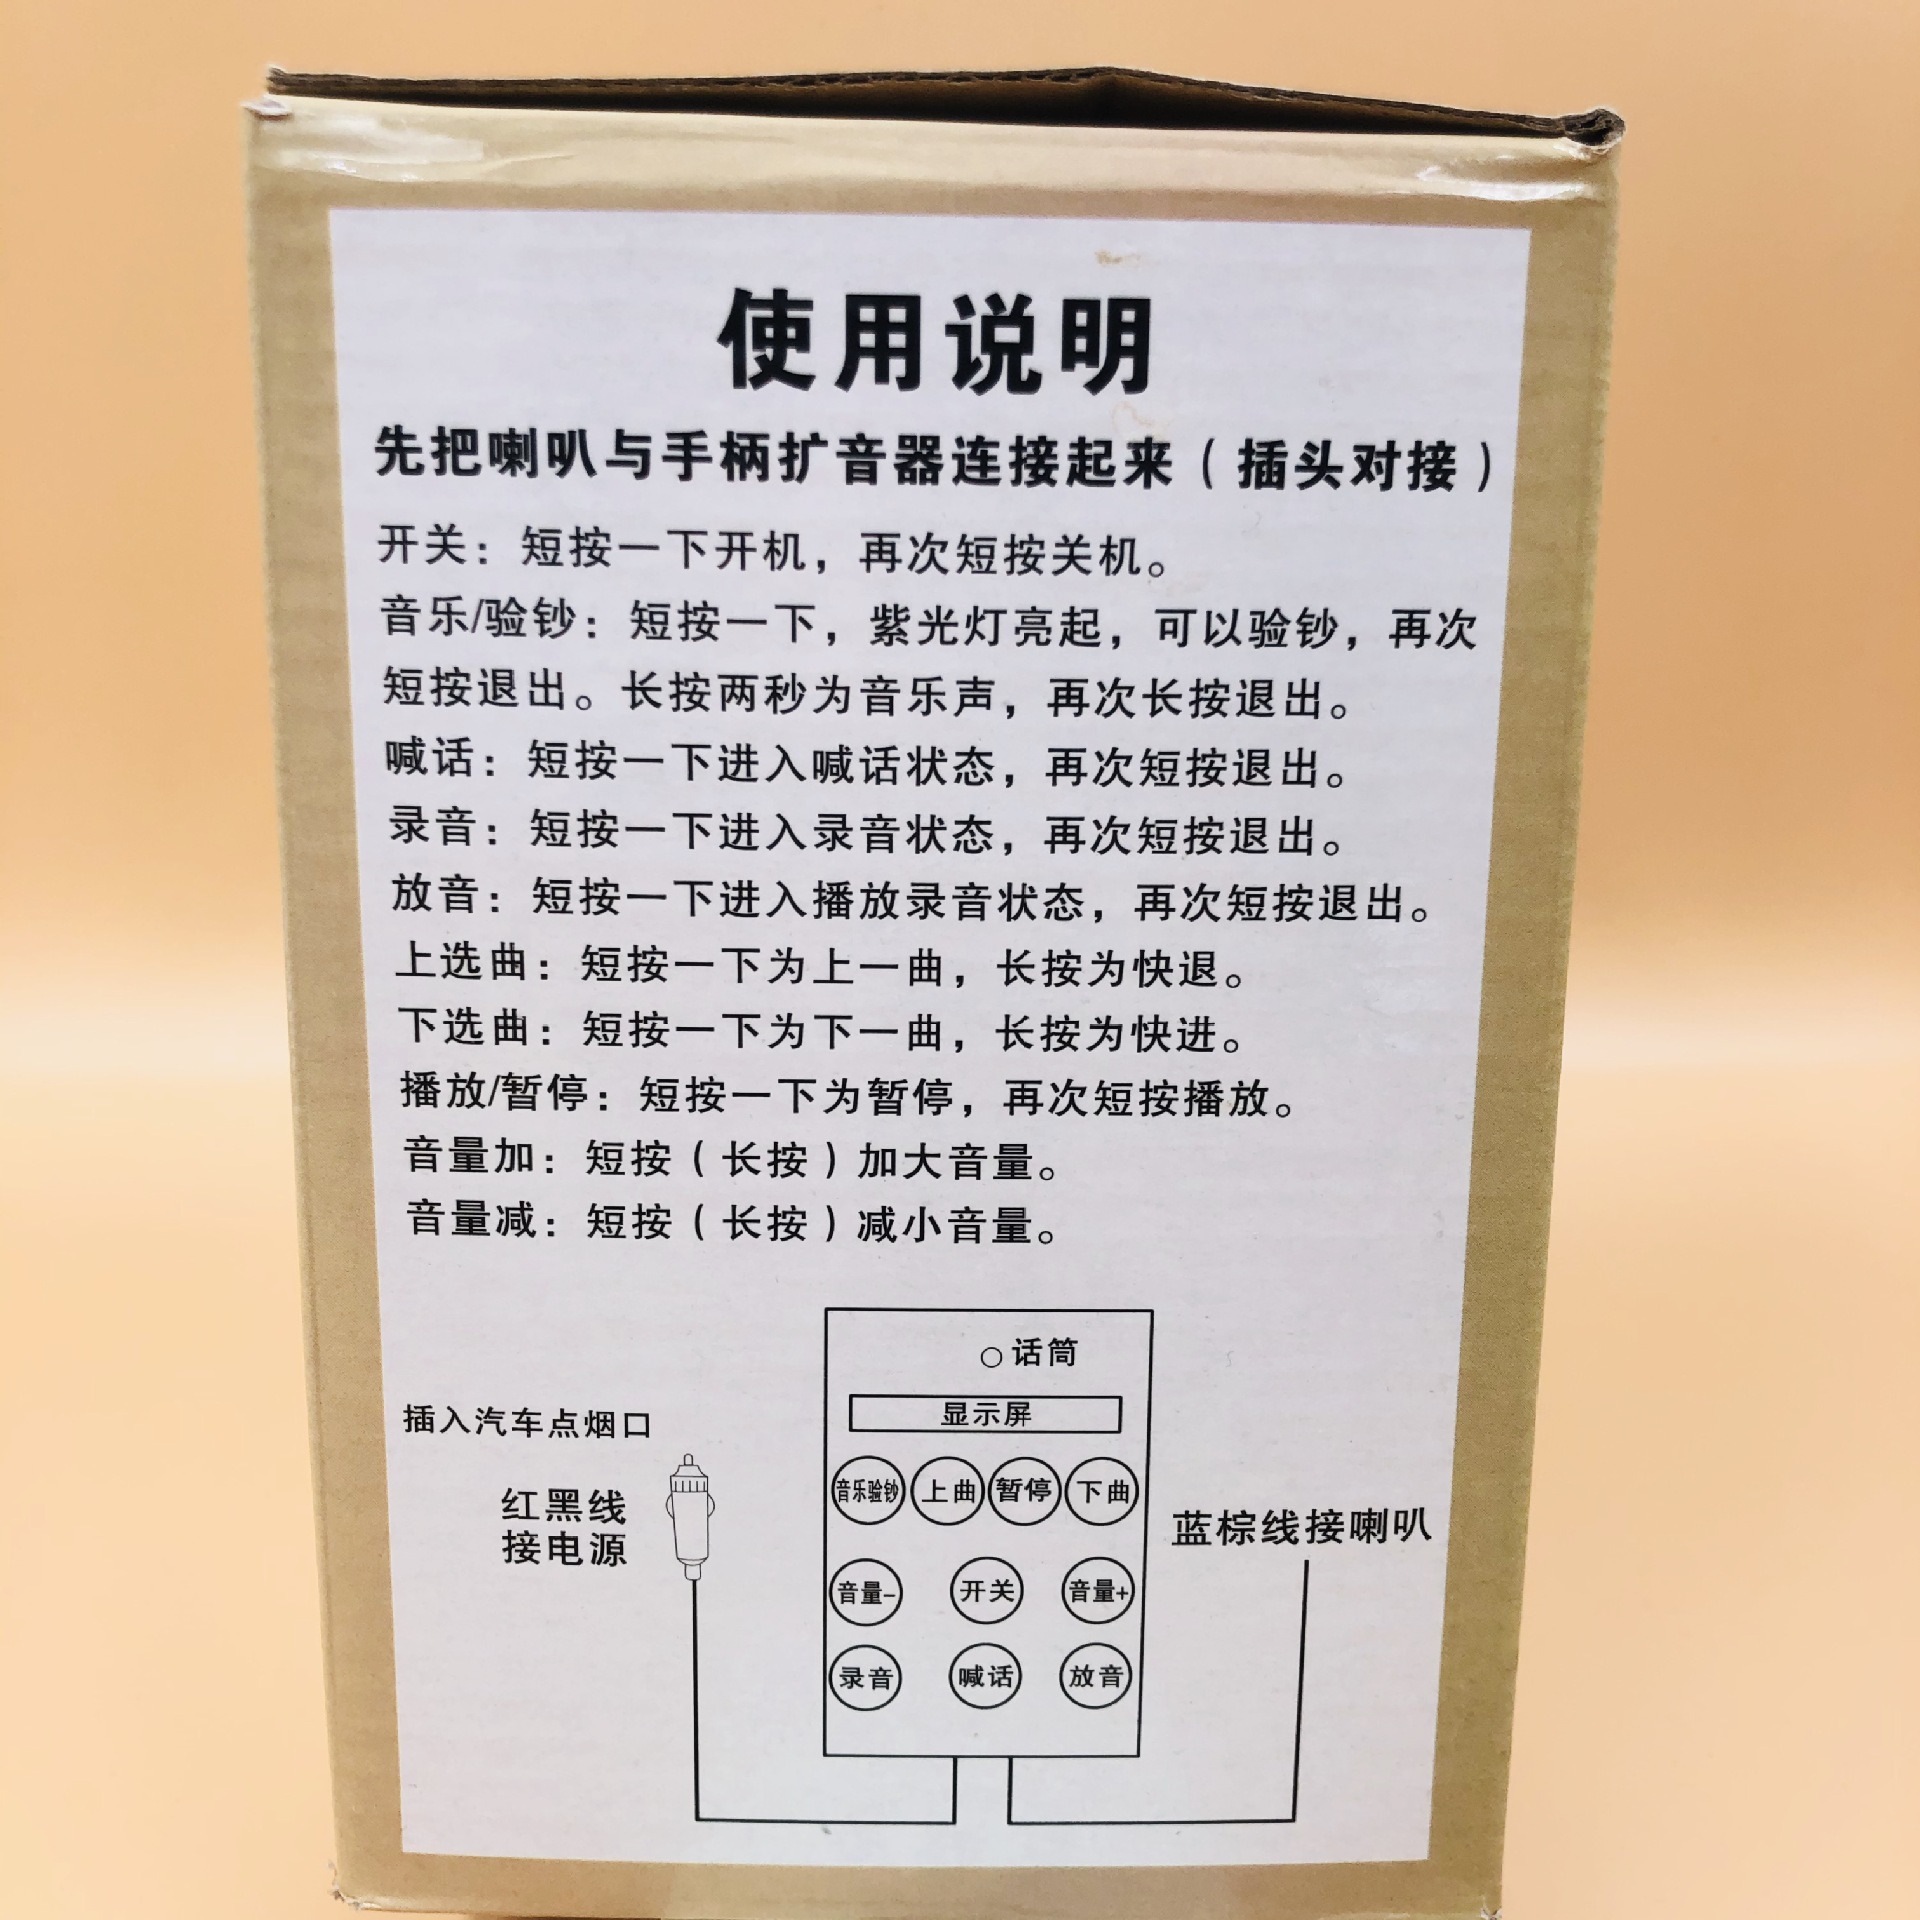 使用说明
先把喇叭与手柄扩音器连接起来(插头对接)
开关:短按一下开机,再次短按关机。
音乐/验钞:短按一下,紫光灯亮起,可以验钞,再次
短按退出。长按两秒为音乐声,再次长按退出。
喊话:短按一下进入喊话状态,再次短按退出。
录音:短按一下进入录音状态,再次短按退出。
放音:短按一下进入播放录音状态,再次短按退出。
上选曲:短按一下为上一曲,长按为快退。
下选曲:短按一下为下一曲,长按为快进。
播放/暂停:短按一下为暂停,再次短按播放。
音量加:短按(长按)加大音量。
音量减:短按(长按)减小音量。
话筒
显示屏
插入汽车点烟口
红黑线
接电源
音乐验钞 上曲 暂停 下曲
蓝棕线接喇叭
音量- 开关 音量+
录音 喊话 放音